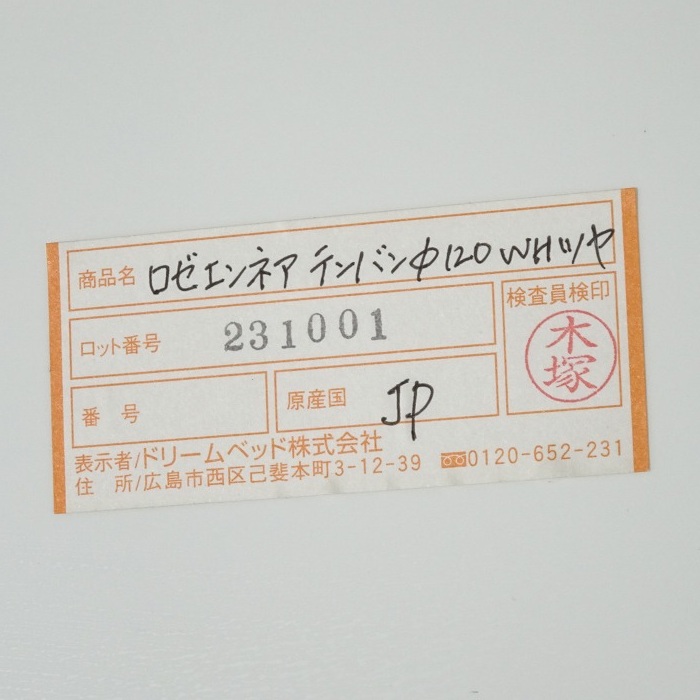 商品名 ロゼエンネア テンバンφ120 WHツヤ
ロット番号 231001
検査員検印
木塚
番 号
原産国 JP
表示者/ドリームベッド株式会社
住 所/広島市西区己斐本町3-12-39 0120-652-231